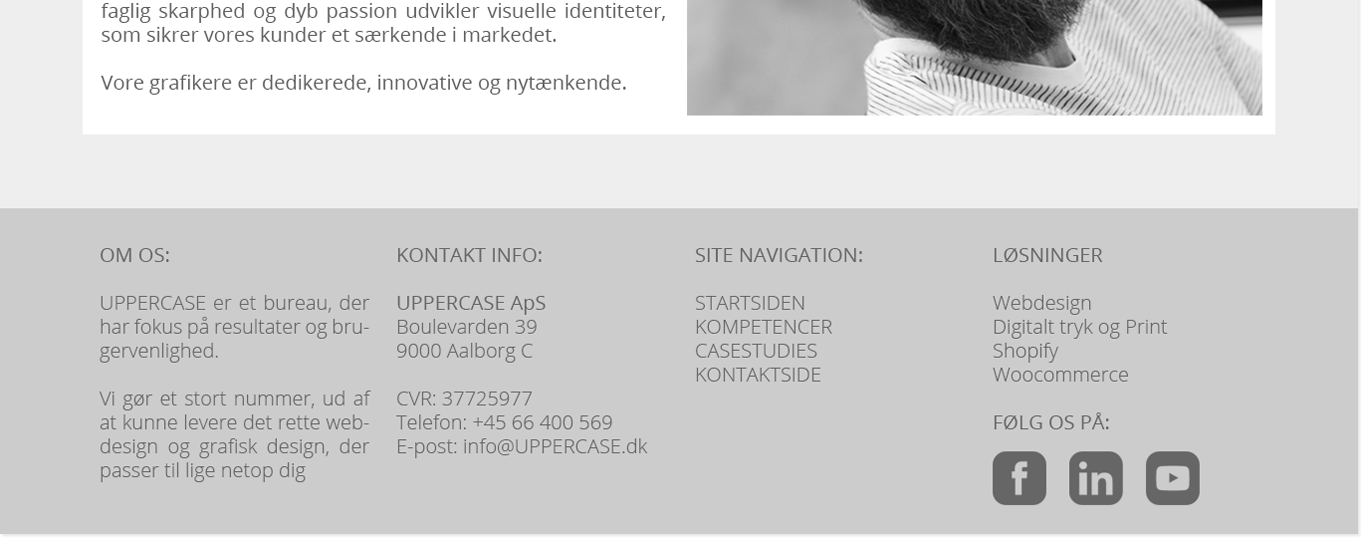 faglig skarphed og dyb passion udvikler visuelle identiteter,
som sikrer vores kunder et særkende i markedet.
Vore grafikere er dedikerede, innovative og nytænkende.
OM OS:
UPPERCASE er et bureau, der
har fokus på resultater og bru-
gervenlighed.
Vi gør et stort nummer, ud af
at kunne levere det rette web-
design og grafisk design, der
passer til lige netop dig
KONTAKT INFO:
UPPERCASE ApS
Boulevarden 39
9000 Aalborg C
CVR: 37725977
Telefon: +45 66 400 569
E-post: info@UPPERCASE.dk
SITE NAVIGATION:
STARTSIDEN
KOMPETENCER
CASESTUDIES
KONTAKTSIDE
LØSNINGER
Webdesign
Digitalt tryk og Print
Shopify
Woocommerce
FØLG OS PÅ: